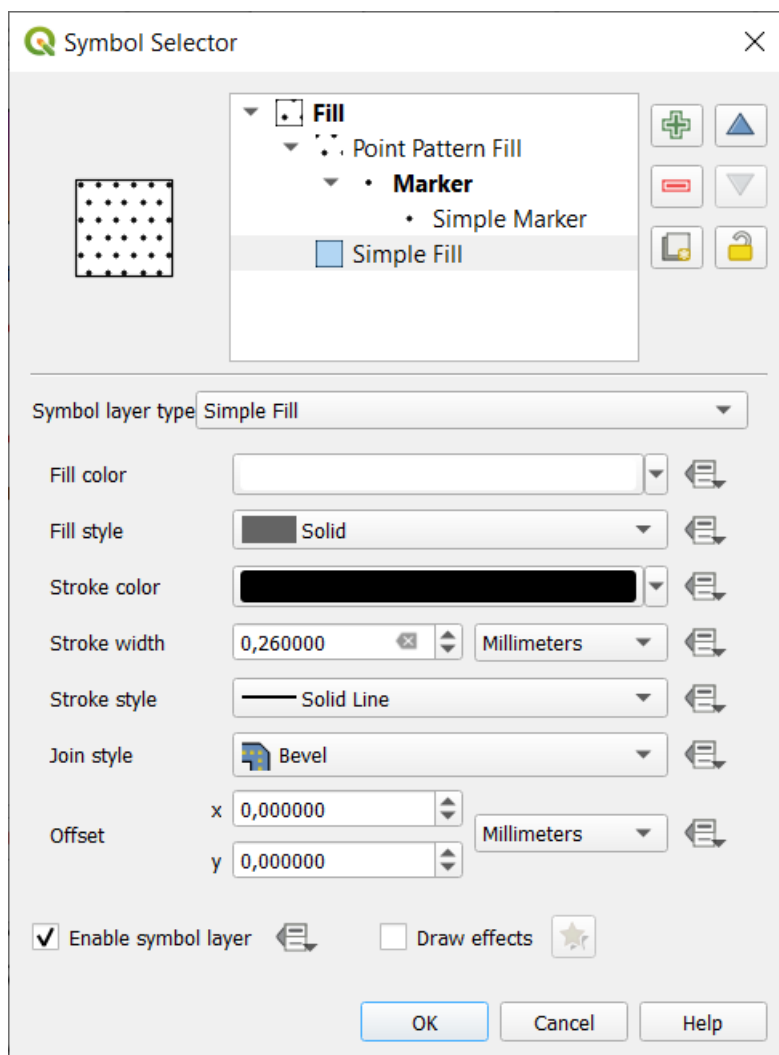 Symbol Selector
Fill
Point Pattern Fill
Marker
Simple Marker
Simple Fill
Symbol layer type Simple Fill
Fill color
Fill style Solid
Stroke color
Stroke width 0,260000 Millimeters
Stroke style Solid Line
Join style Bevel
x 0,000000
Offset Millimeters
y 0,000000
Enable symbol layer Draw effects
OK Cancel Help